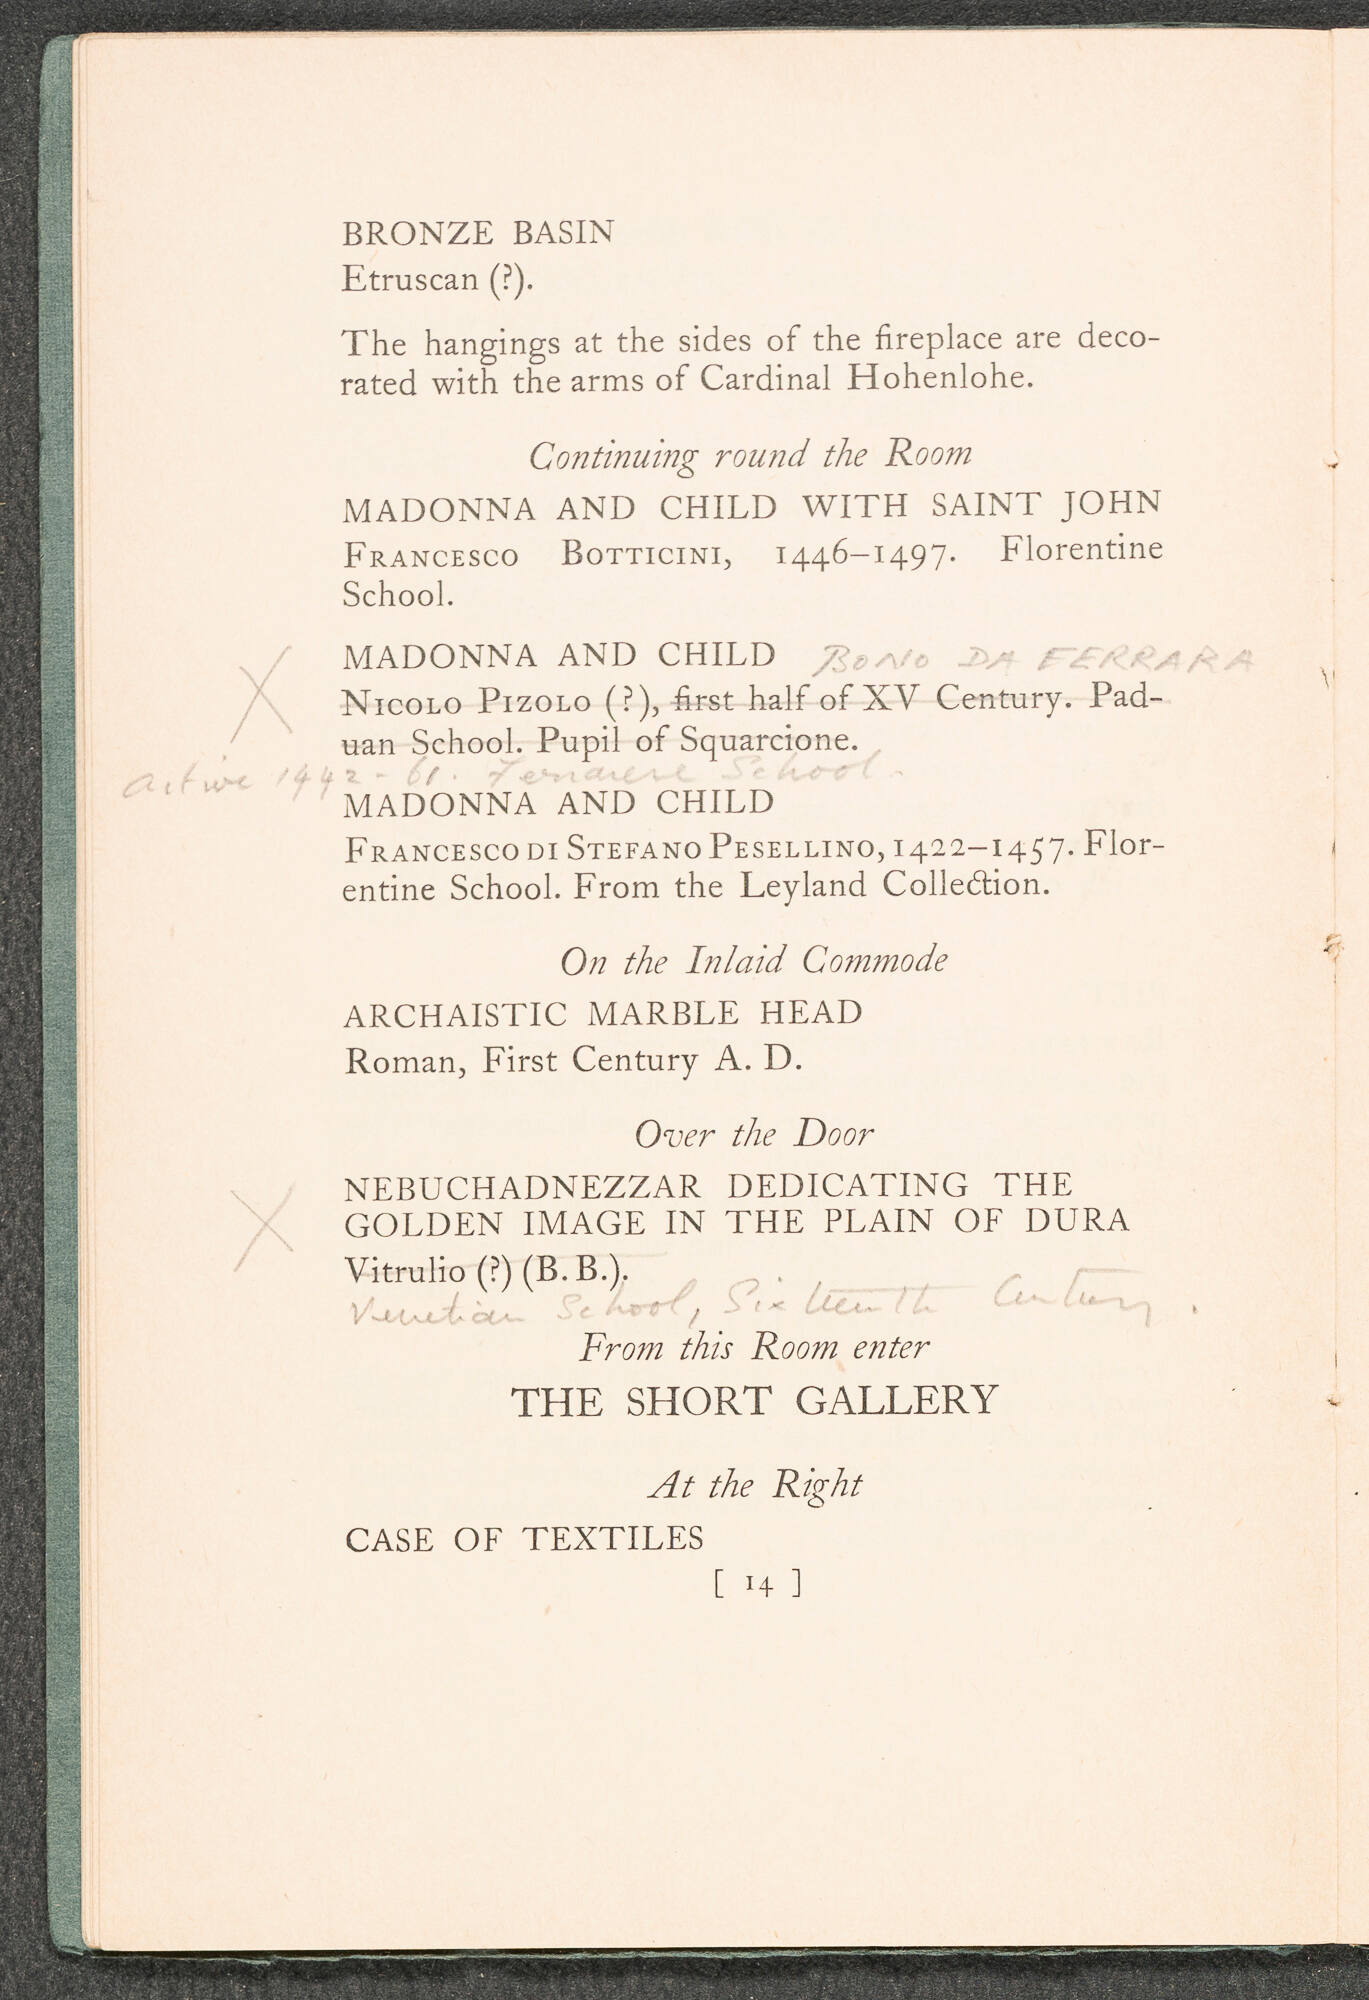 BRONZE BASIN
Etruscan (?).
The hangings at the sides of the fireplace are deco-
rated with the arms of Cardinal Hohenlohe.
Continuing round the Room
MADONNA AND CHILD WITH SAINT JOHN
FRANCESCO BOTTICINI, 1446–1497. Florentine
School.
X MADONNA AND CHILD BONO DA FERRARA
NICOLO PIZOLO (?), first half of XV Century. Pad-
uan School. Pupil of Squarcione.
Active 1442-61. Ferrarese School.
MADONNA AND CHILD
FRANCESCO DI STEFANO PESELLINO, 1422–1457. Flor-
entine School. From the Leyland Collection.
On the Inlaid Commode
ARCHAISTIC MARBLE HEAD
Roman, First Century A. D.
Over the Door
X NEBUCHADNEZZAR DEDICATING THE
GOLDEN IMAGE IN THE PLAIN OF DURA
Vitrulio (?) (B. B.).
Venetian School, Sixteenth Century.
From this Room enter
THE SHORT GALLERY
At the Right
CASE OF TEXTILES
[ 14 ]